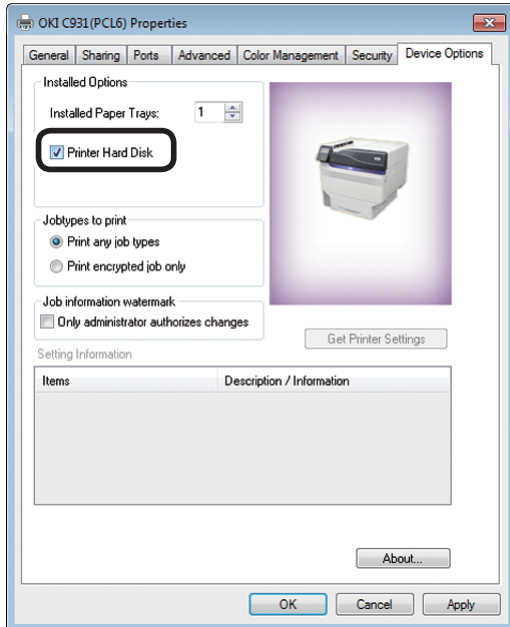 OKI C931(PCL6) Properties
General Sharing Ports Advanced Color Management Security Device Options
Installed Options
Installed Paper Trays: 1
Printer Hard Disk
Jobtypes to print
Print any job types
Print encrypted job only
Job information watermark
Only administrator authorizes changes
Get Printer Settings
Setting Information
Items Description / Information
About...
OK Cancel Apply